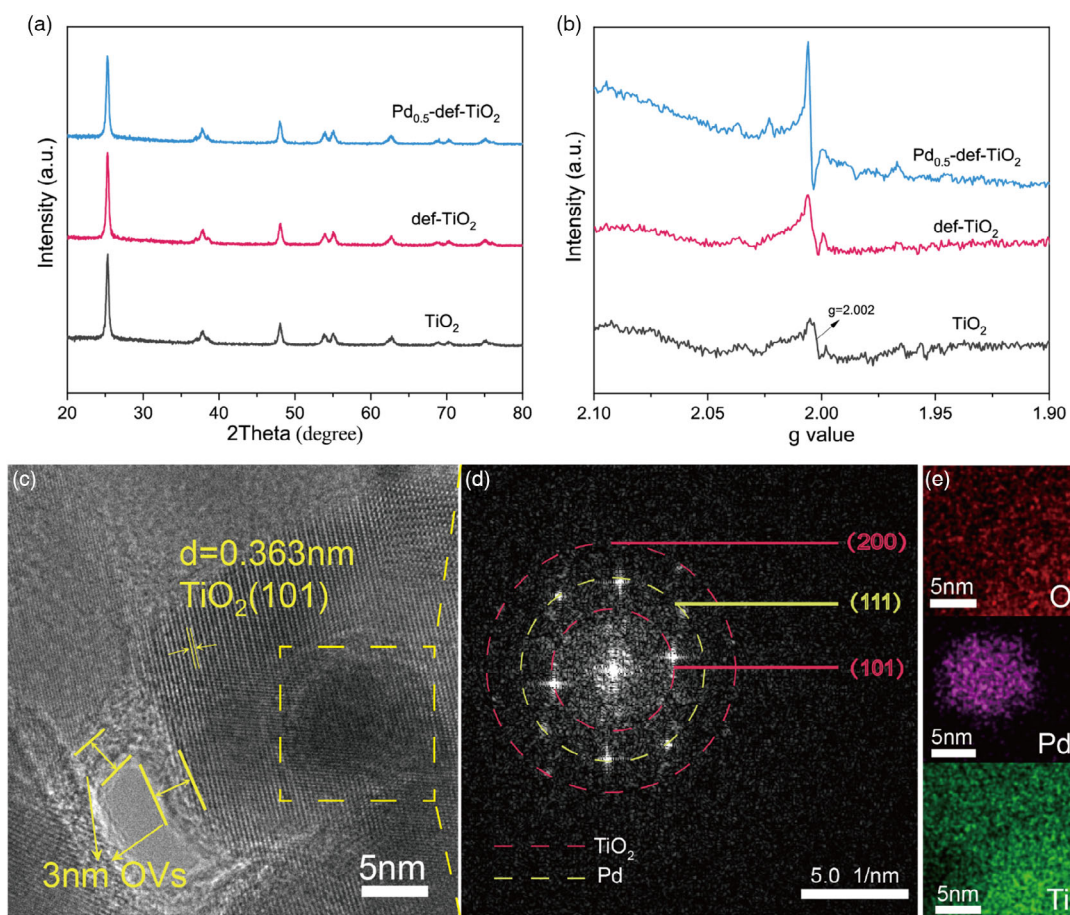 (a)
Intensity (a.u.)
Pd0.5-def-TiO2
def-TiO2
TiO2
20 30 40 50 60 70 80
2Theta (degree)
(b)
Intensity (a.u.)
Pd0.5-def-TiO2
def-TiO2
g=2.002
TiO2
2.10 2.05 2.00 1.95 1.90
g value
(c)
d=0.363nm
TiO2(101)
3nm OVs
5nm
(d)
(200)
(111)
(101)
TiO2
Pd
5.0 1/nm
(e)
5nm
O
5nm
Pd
5nm
Ti